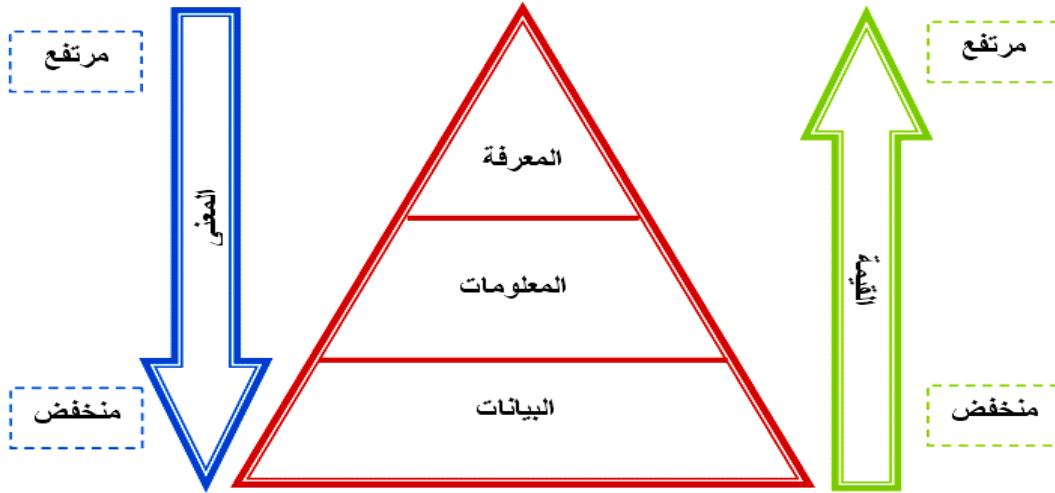 مرتفع
مرتفع
المعرفة
المعنى
القيمة
المعلومات
منخفض
منخفض
البيانات